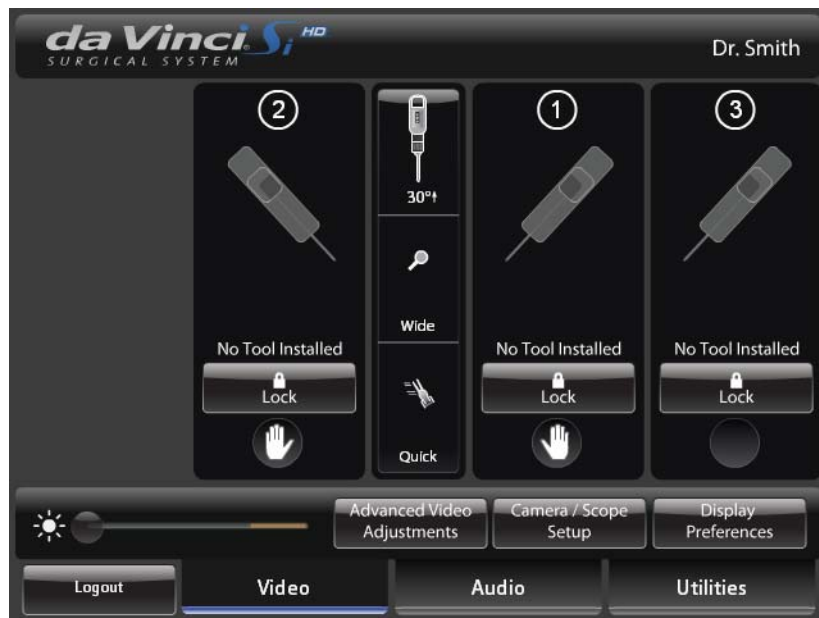 da Vinci. Si HD
SURGICAL SYSTEM
Dr. Smith
2
1
3
30°
Wide
Quick
No Tool Installed
Lock
No Tool Installed
Lock
No Tool Installed
Lock
Advanced Video
Adjustments
Camera / Scope
Setup
Display
Preferences
Logout
Video
Audio
Utilities